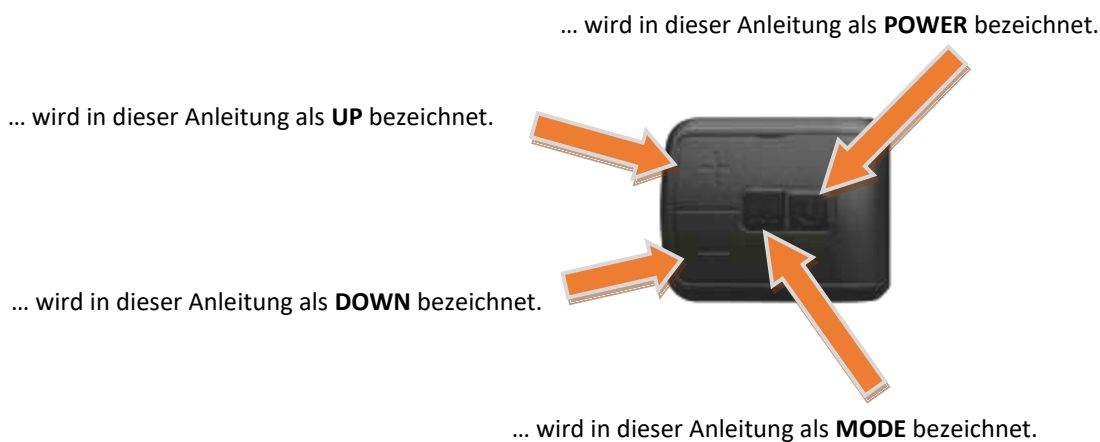 … wird in dieser Anleitung als POWER bezeichnet.
… wird in dieser Anleitung als UP bezeichnet.
… wird in dieser Anleitung als DOWN bezeichnet.
… wird in dieser Anleitung als MODE bezeichnet.